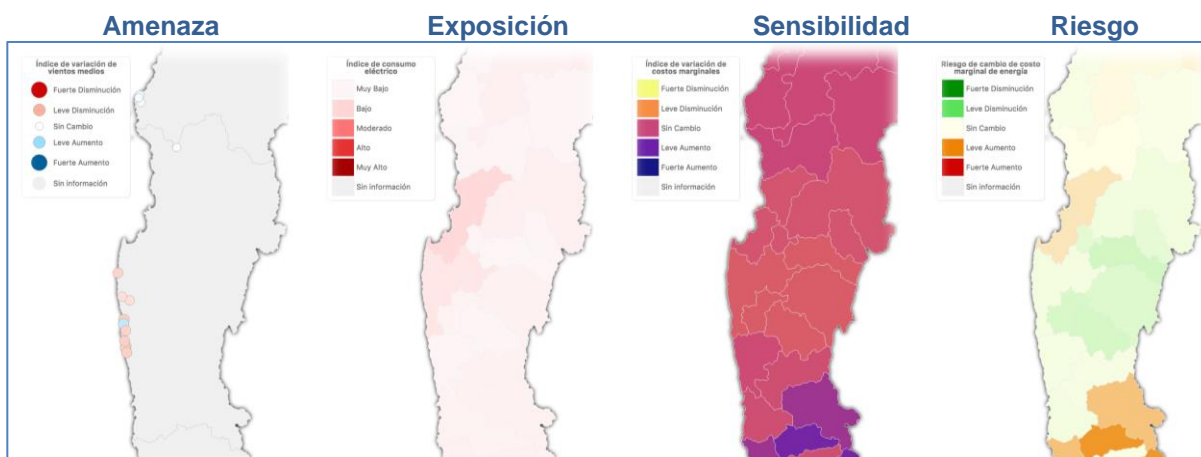 Amenaza
Exposición
Sensibilidad
Riesgo
Índice de variación de
vientos medios
Fuerte Disminución
Leve Disminución
Sin Cambio
Leve Aumento
Fuerte Aumento
Sin información
Índice de consumo
eléctrico
Muy Bajo
Bajo
Moderado
Alto
Muy Alto
Sin información
Índice de variación de
costos marginales
Fuerte Disminución
Leve Disminución
Sin Cambio
Leve Aumento
Fuerte Aumento
Sin información
Riesgo de cambio de costo
marginal de energía
Fuerte Disminución
Leve Disminución
Sin Cambio
Leve Aumento
Fuerte Aumento
Sin información